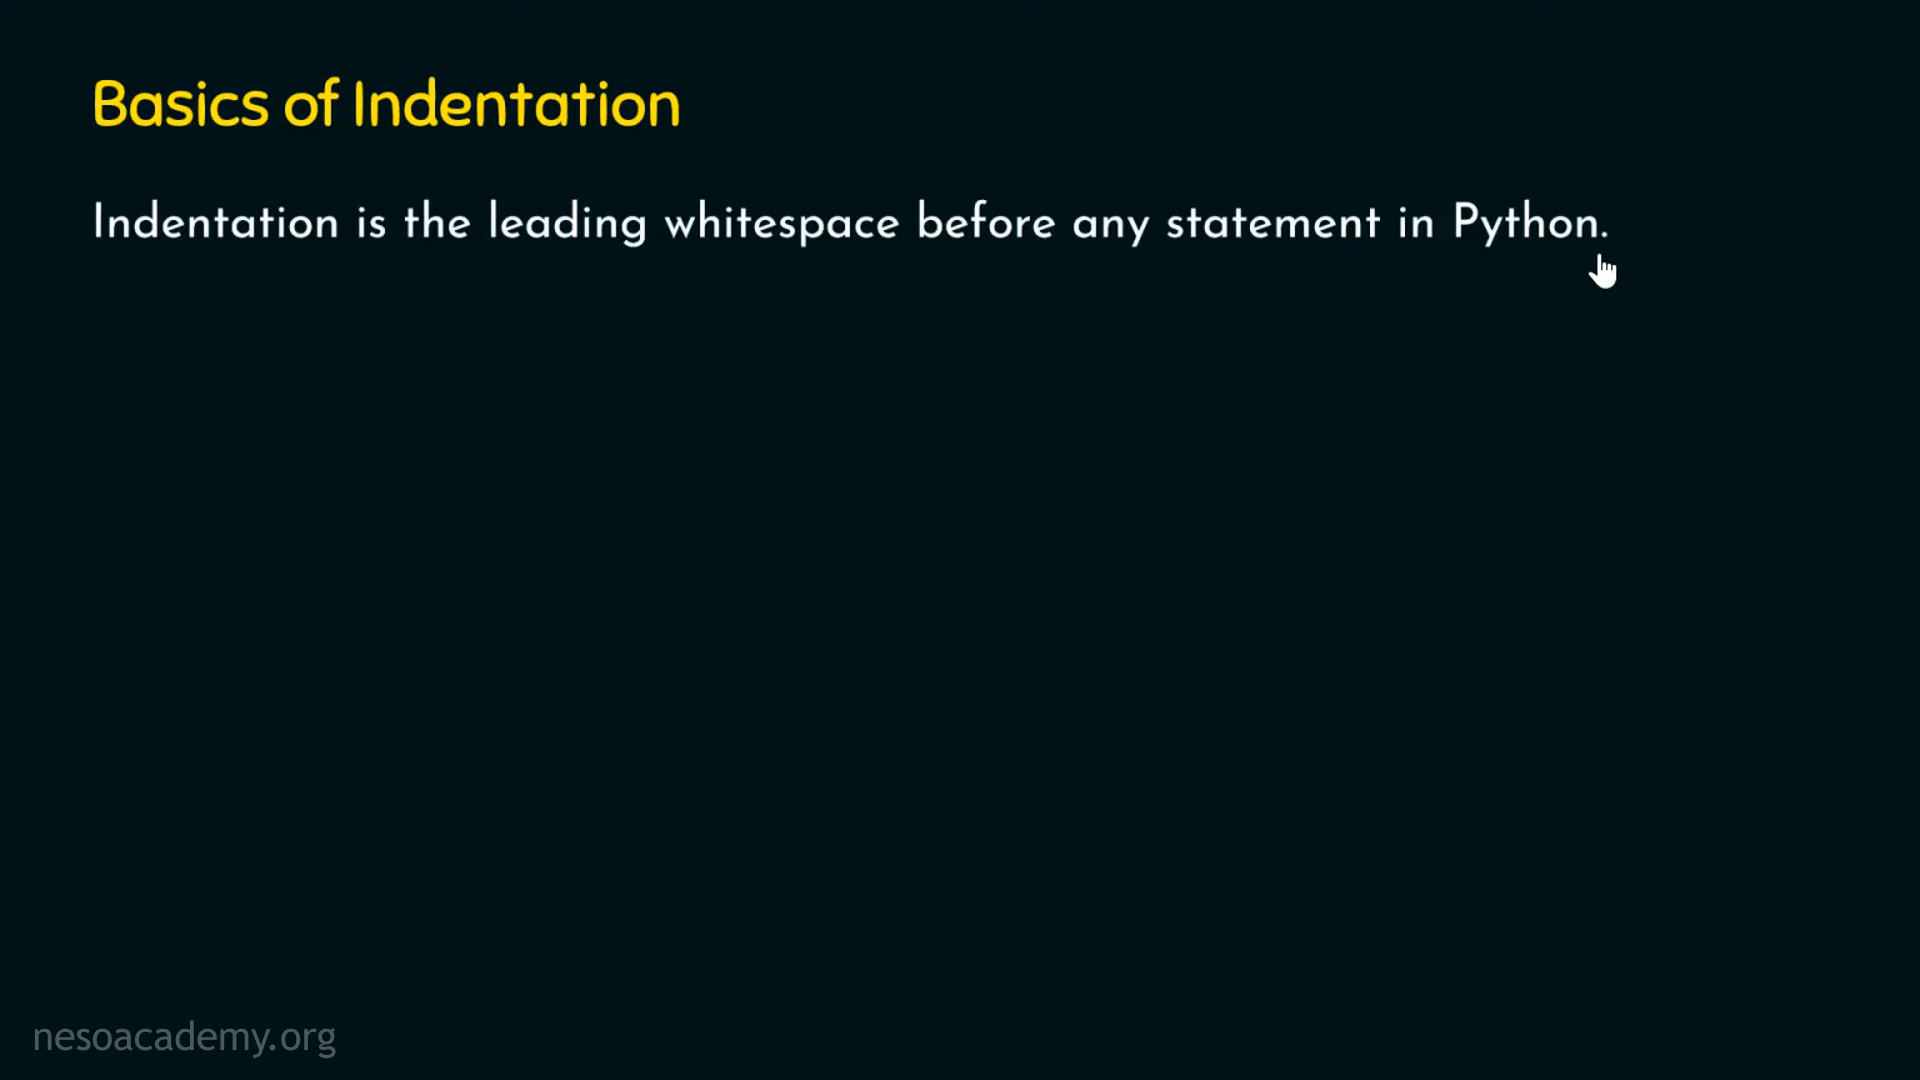 Basics of Indentation
Indentation is the leading whitespace before any statement in Python.
nesoacademy.org